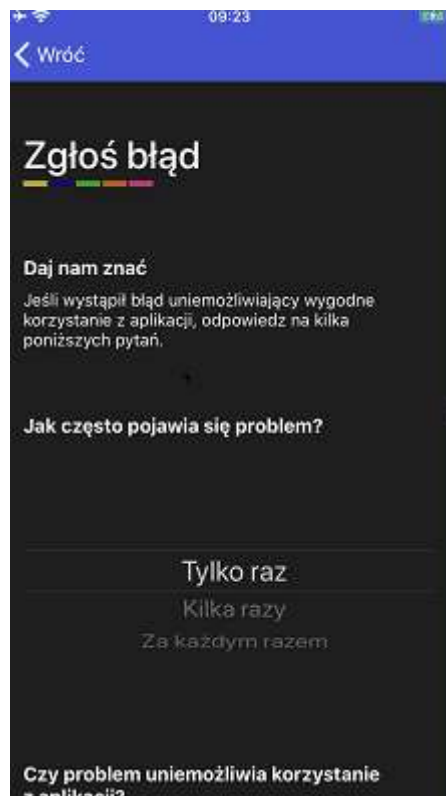 09:23
Wróć
Zgłoś błąd
Daj nam znać
Jeśli wystąpił błąd uniemożliwiający wygodne
korzystanie z aplikacji, odpowiedz na kilka
poniższych pytań.
Jak często pojawia się problem?
Tylko raz
Kilka razy
Za każdym razem
Czy problem uniemożliwia korzystanie
z aplikacji?